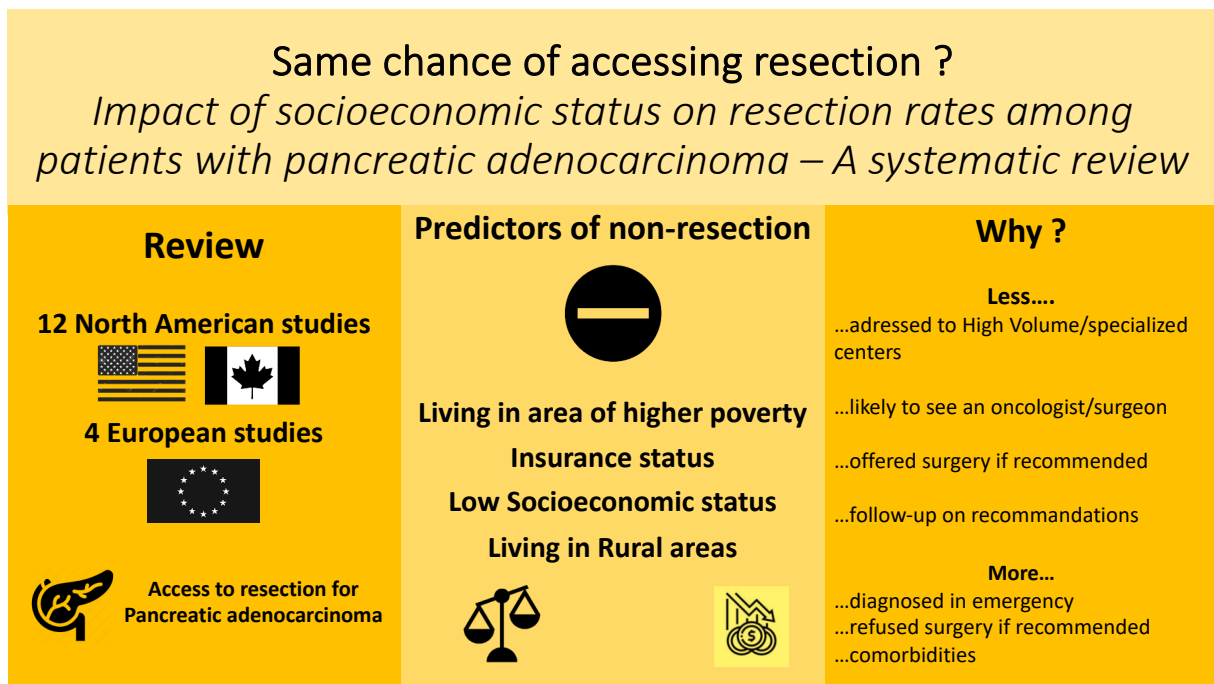 Same chance of accessing resection ?
Impact of socioeconomic status on resection rates among
patients with pancreatic adenocarcinoma – A systematic review
Review
12 North American studies
4 European studies
Access to resection for
Pancreatic adenocarcinoma
Predictors of non-resection
Living in area of higher poverty
Insurance status
Low Socioeconomic status
Living in Rural areas
$
Why ?
Less....
...adressed to High Volume/specialized
centers
...likely to see an oncologist/surgeon
...offered surgery if recommended
...follow-up on recommandations
More...
...diagnosed in emergency
...refused surgery if recommended
...comorbidities